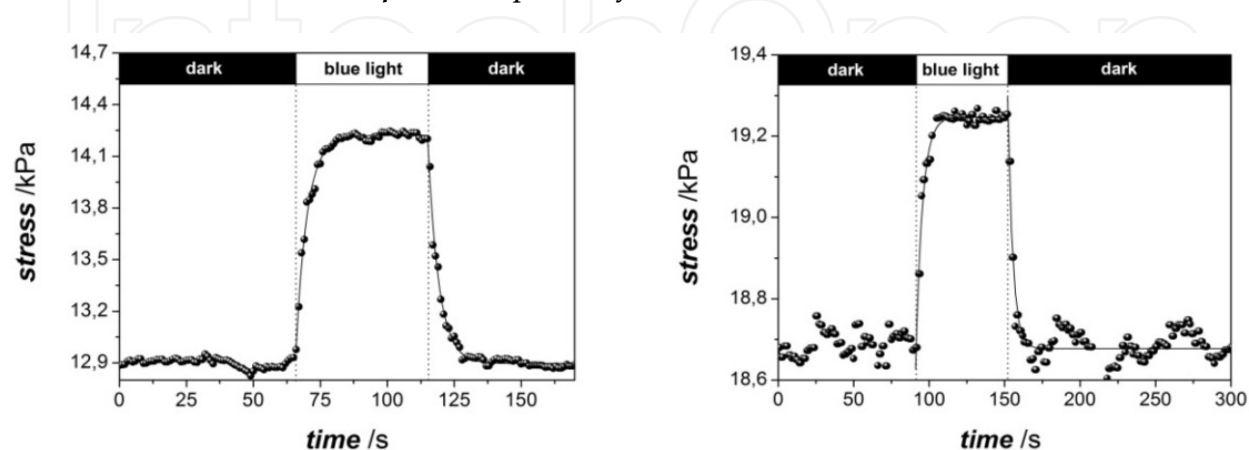 14,7
14,4
14,1
13,8
13,5
13,2
12,9
dark
blue light
dark
stress /kPa
0 25 50 75 100 125 150
time /s
19,4
19,2
19,0
18,8
18,6
dark
blue light
dark
stress /kPa
0 50 100 150 200 250 300
time /s